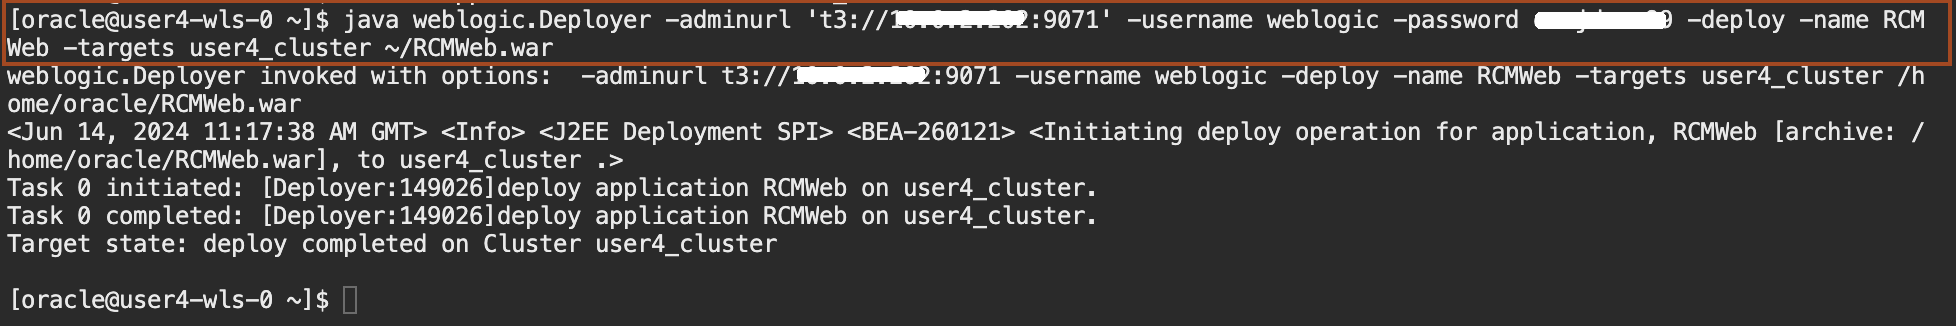 [oracle@user4-wls-0 ~]$ java weblogic.Deployer -adminurl 't3:// :9071' -username weblogic -password -deploy -name RCM
Web -targets user4_cluster ~/RCMWeb.war
weblogic.Deployer invoked with options:  -adminurl t3:// :9071 -username weblogic -deploy -name RCMWeb -targets user4_cluster /h
ome/oracle/RCMWeb.war
<Jun 14, 2024 11:17:38 AM GMT> <Info> <J2EE Deployment SPI> <BEA-260121> <Initiating deploy operation for application, RCMWeb [archive: /
home/oracle/RCMWeb.war], to user4_cluster .>
Task 0 initiated: [Deployer:149026]deploy application RCMWeb on user4_cluster.
Task 0 completed: [Deployer:149026]deploy application RCMWeb on user4_cluster.
Target state: deploy completed on Cluster user4_cluster
[oracle@user4-wls-0 ~]$